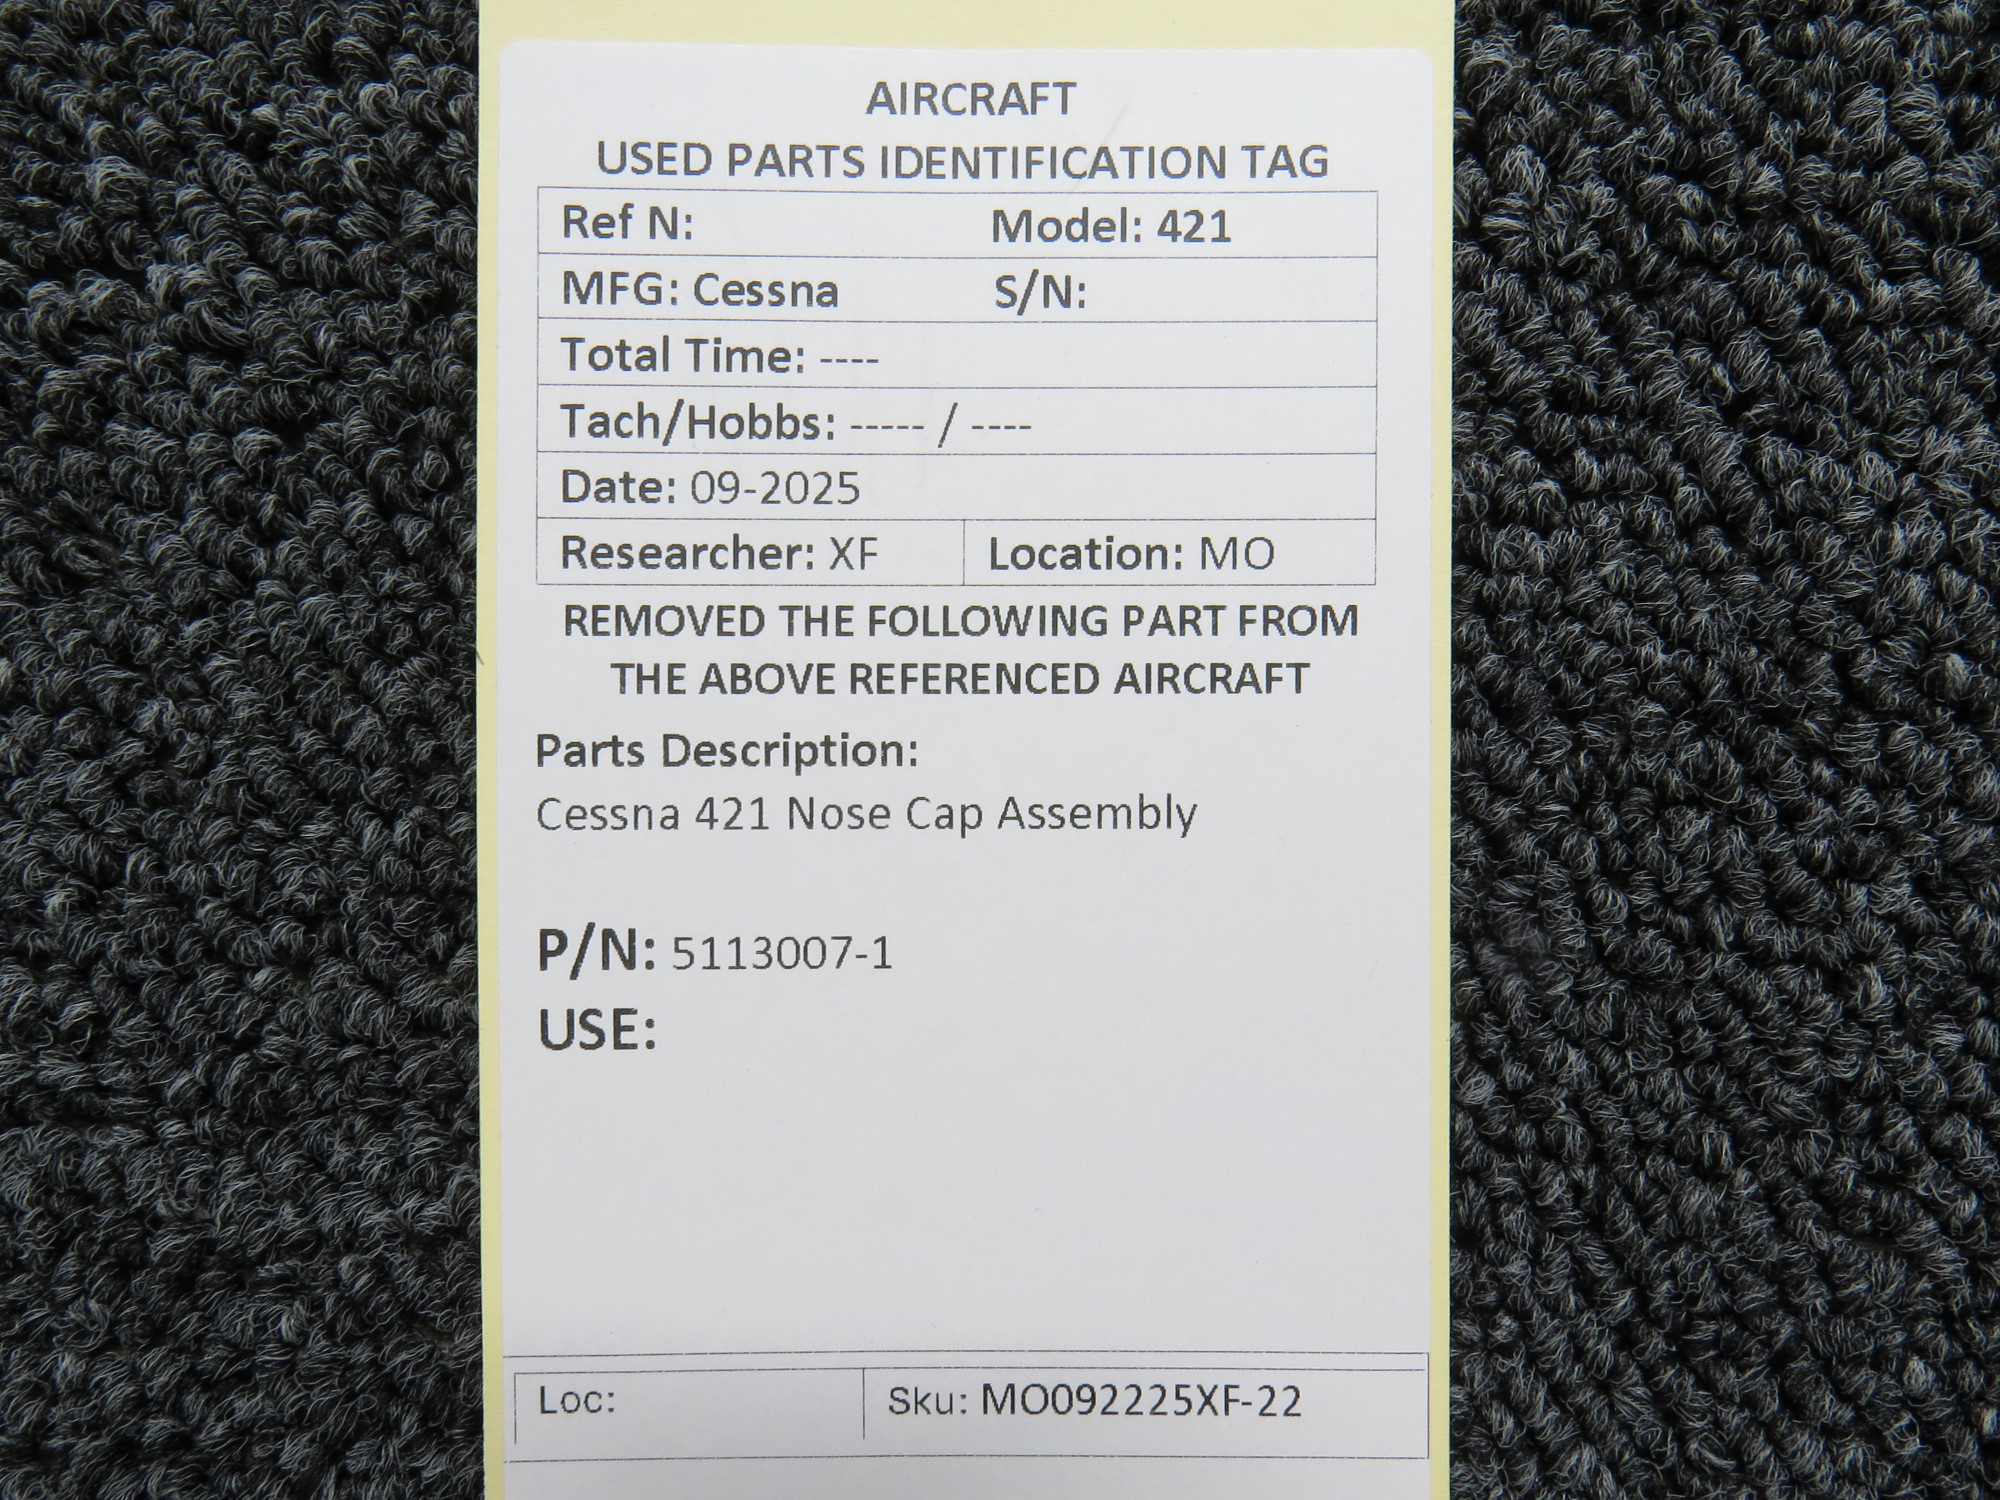 AIRCRAFT
USED PARTS IDENTIFICATION TAG
Ref N: Model: 421
MFG: Cessna S/N:
Total Time: ----
Tach/Hobbs: ----- / ----
Date: 09-2025
Researcher: XF Location: MO
REMOVED THE FOLLOWING PART FROM
THE ABOVE REFERENCED AIRCRAFT
Parts Description:
Cessna 421 Nose Cap Assembly
P/N: 5113007-1
USE:
Loc: Sku: MO092225XF-22